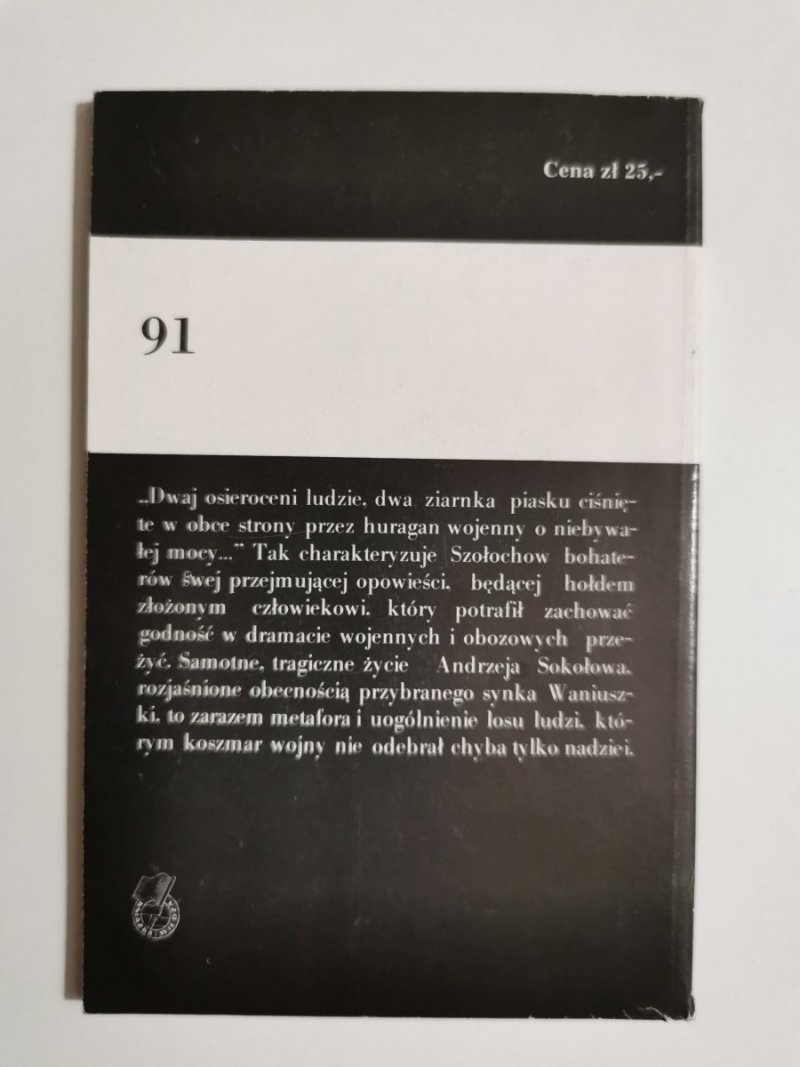 Cena zł 25,-
91
„Dwaj osieroceni ludzie, dwa ziarnka piasku ciśnię-
te w obce strony przez huragan wojenny o niebywa-
łej mocy..." Tak charakteryzuje Szołochow bohate-
rów swej przejmującej opowieści, będącej hołdem
złożonym człowiekowi, który potrafił zachować
godność w dramacie wojennych i obozowych prze-
żyć. Samotne, tragiczne życie Andrzeja Sokołowa,
rozjaśnione obecnością przybranego synka Waniusz-
ki, to zarazem metafora i uogólnienie losu ludzi, któ-
rym koszmar wojny nie odebrał chyba tylko nadziei.
KSIĄŻKA I WIEDZA